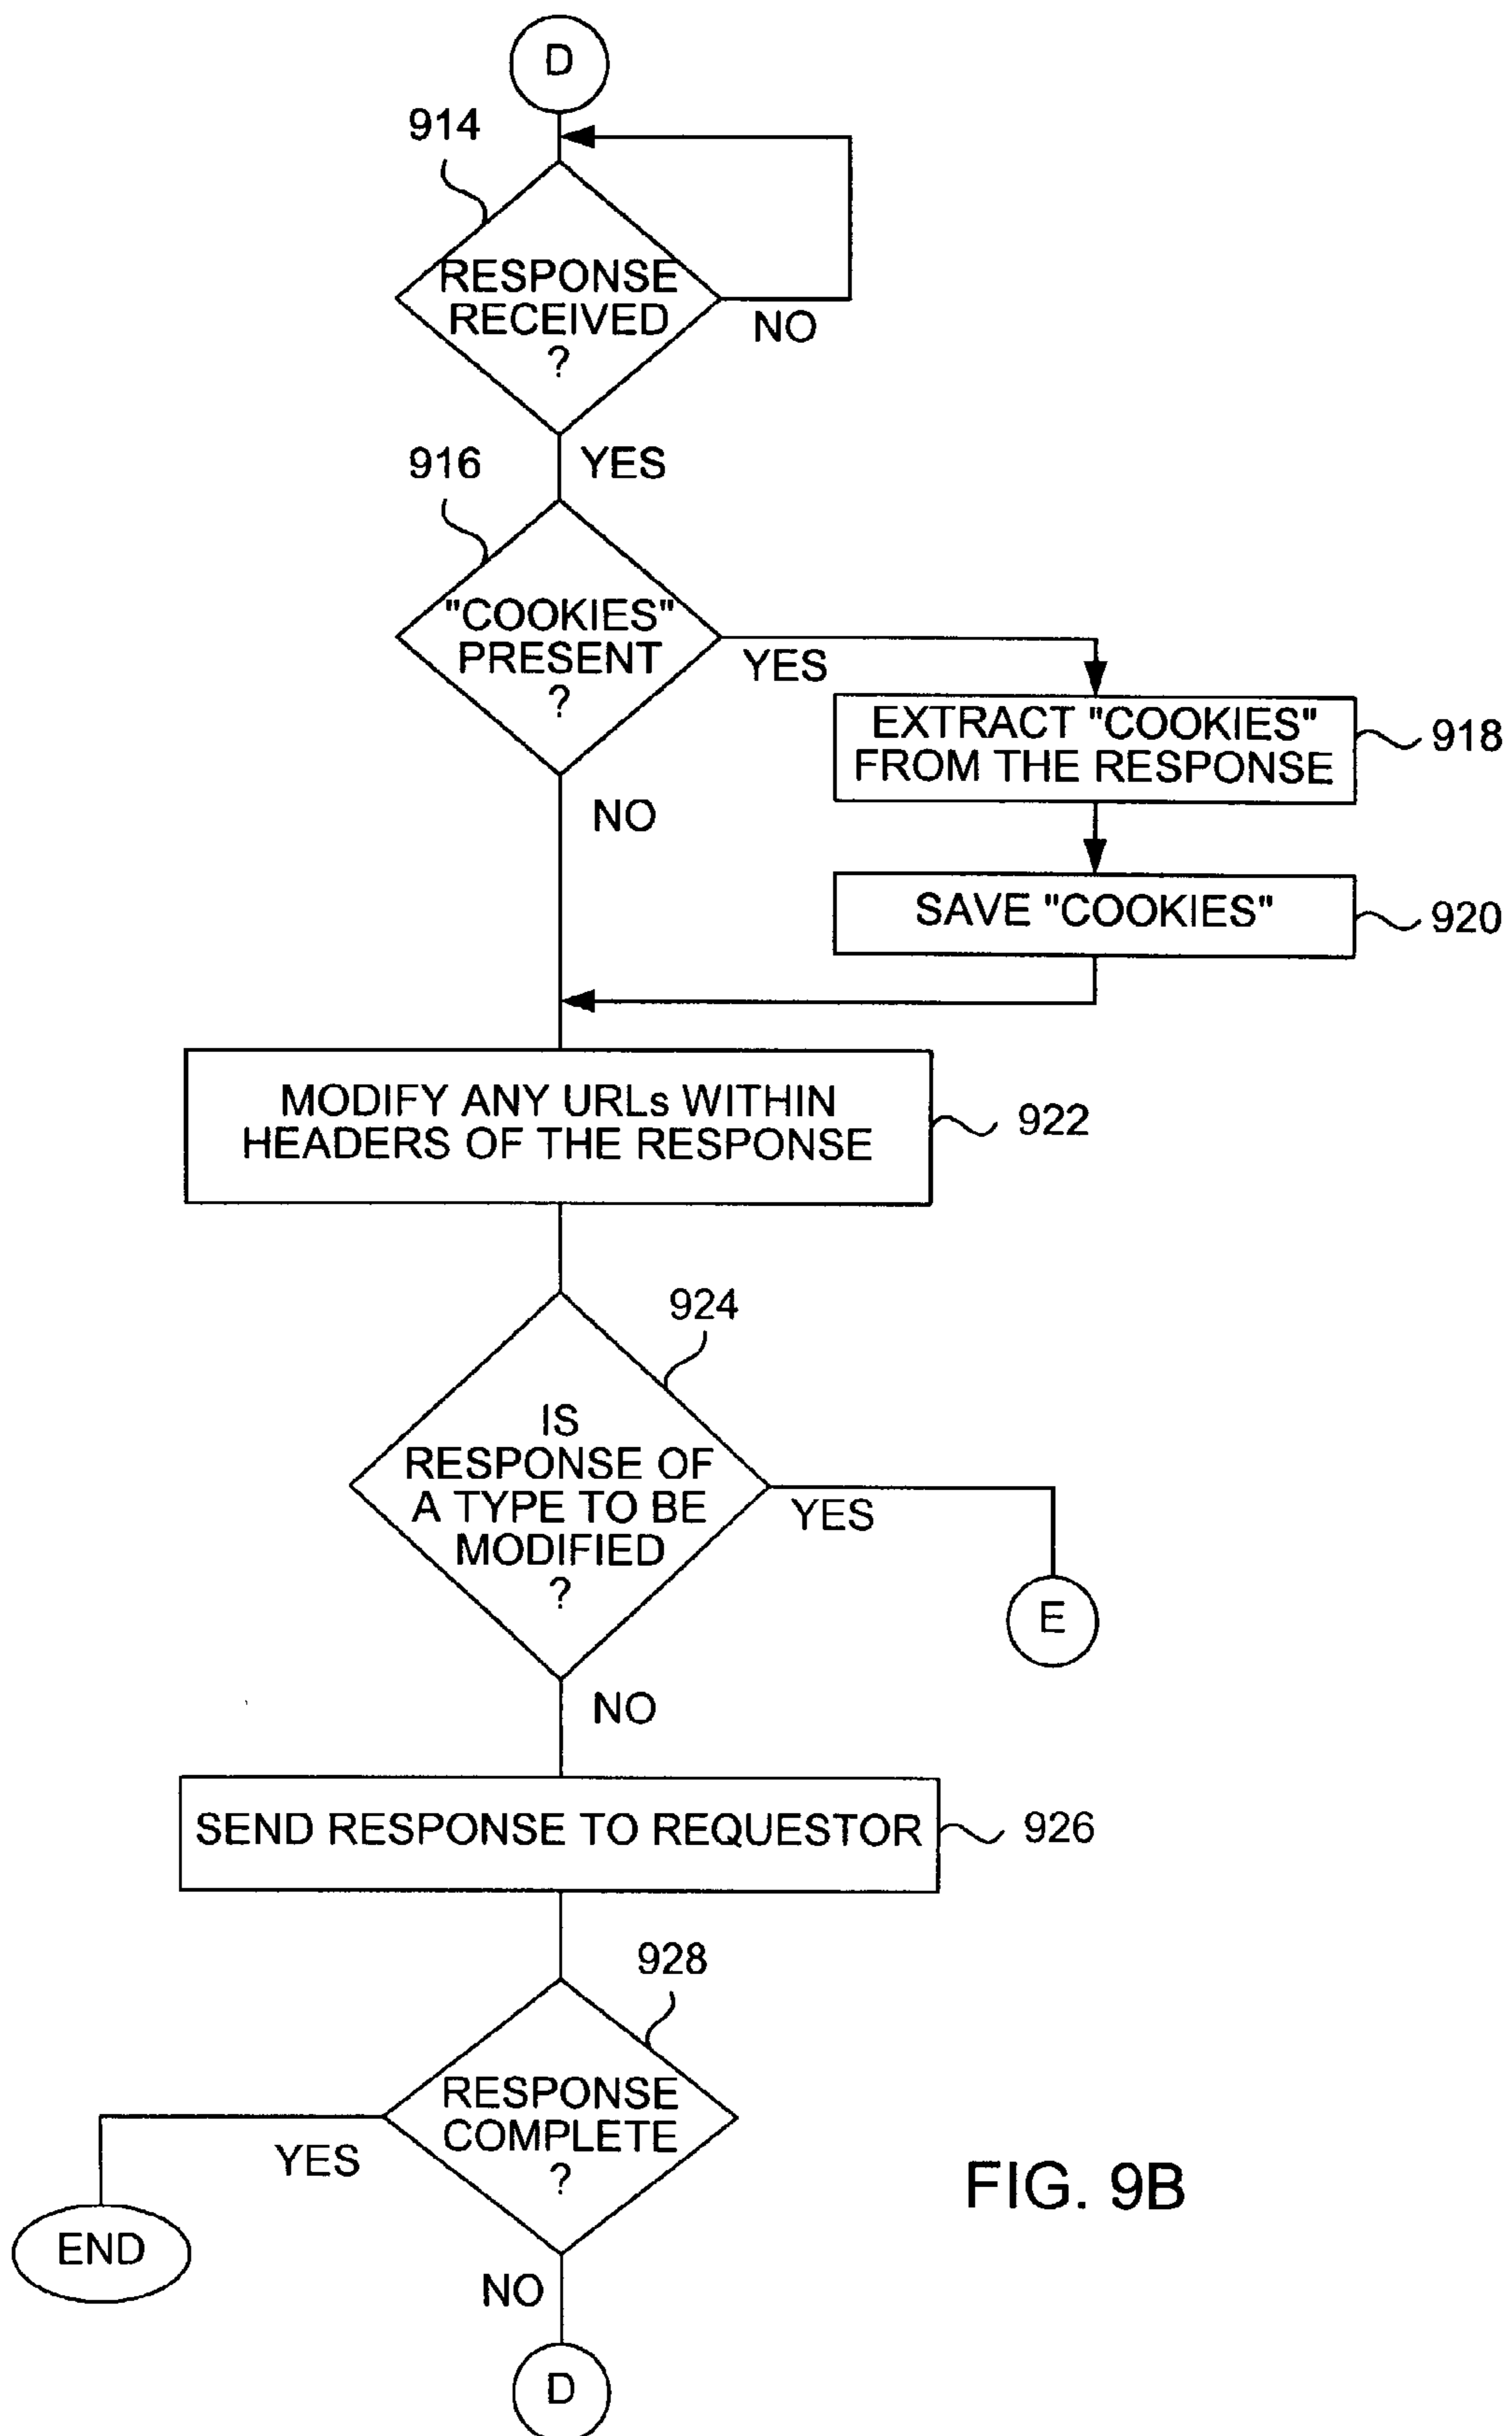 D
914
RESPONSE
RECEIVED
?
NO
YES
916
"COOKIES"
PRESENT
?
YES
NO
EXTRACT "COOKIES"
FROM THE RESPONSE
918
SAVE "COOKIES"
920
MODIFY ANY URLs WITHIN
HEADERS OF THE RESPONSE
922
924
IS
RESPONSE OF
A TYPE TO BE
MODIFIED
?
YES
E
NO
SEND RESPONSE TO REQUESTOR
926
928
RESPONSE
COMPLETE
?
YES
END
NO
D
FIG. 9B